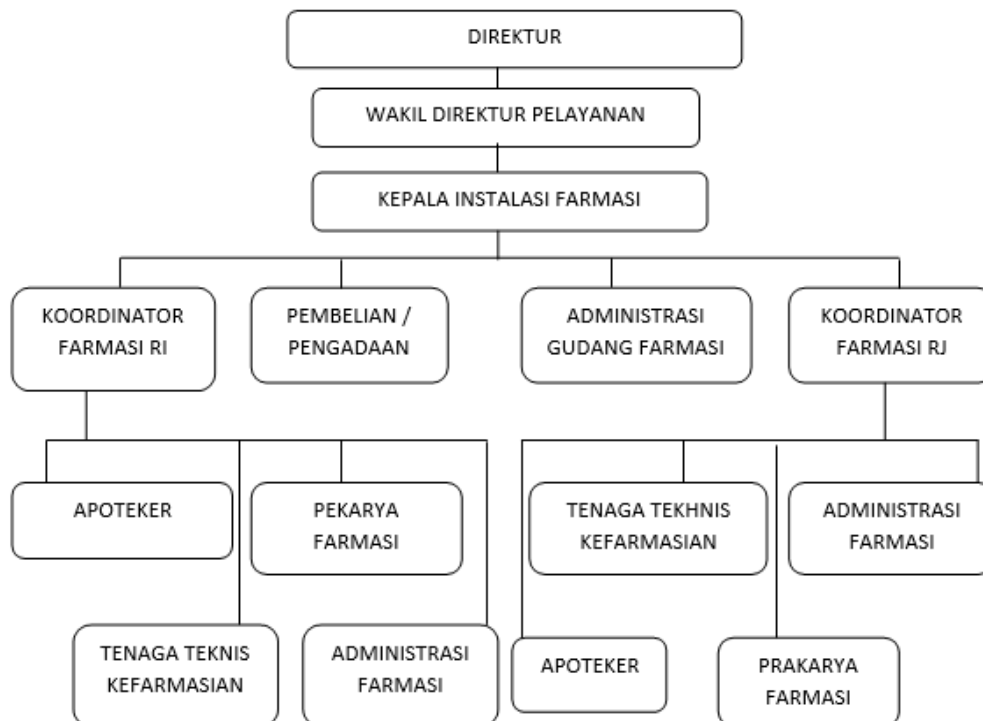 DIREKTUR
WAKIL DIREKTUR PELAYANAN
KEPALA INSTALASI FARMASI
KOORDINATOR
FARMASI RI
PEMBELIAN /
PENGADAAN
ADMINISTRASI
GUDANG FARMASI
KOORDINATOR
FARMASI RJ
APOTEKER
PEKARYA
FARMASI
TENAGA TEKHNIS
KEFARMASIAN
ADMINISTRASI
FARMASI
TENAGA TEKNIS
KEFARMASIAN
ADMINISTRASI
FARMASI
APOTEKER
PRAKARYA
FARMASI